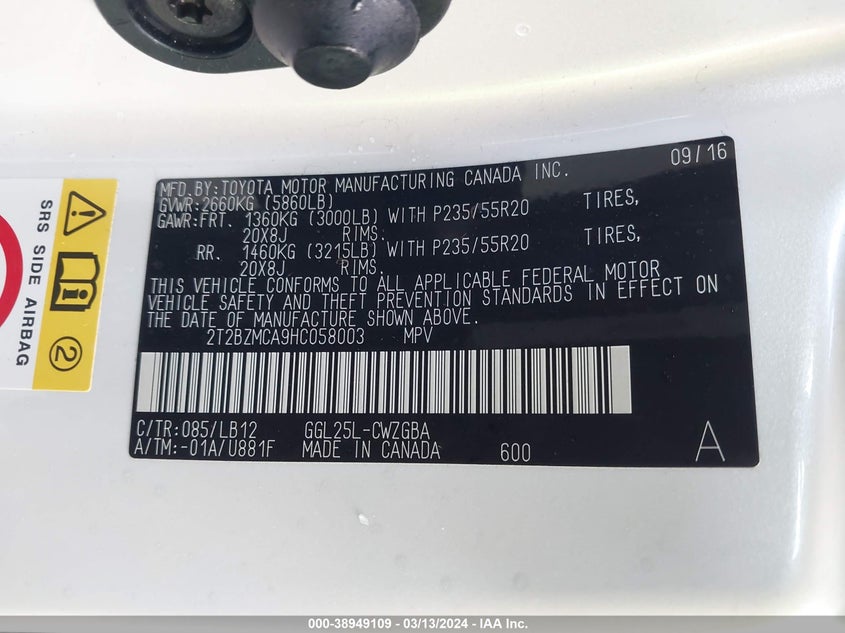 MFD.BY:TOYOTA MOTOR MANUFACTURING CANADA INC. 09/16
GVWR:2660KG (5860LB)
GAWR:FRT. 1360KG (3000LB) WITH P235/55R20 TIRES,
20X8J RIMS.
RR. 1460KG (3215LB) WITH P235/55R20 TIRES,
20X8J RIMS.
THIS VEHICLE CONFORMS TO ALL APPLICABLE FEDERAL MOTOR
VEHICLE SAFETY AND THEFT PREVENTION STANDARDS IN EFFECT ON
THE DATE OF MANUFACTURE SHOWN ABOVE.
2T2BZMCA9HC058003 MPV
C/TR:085/LB12 GGL25L-CWZGBA
A/TM:-01A/U881F MADE IN CANADA 600 A
SRS SIDE AIRBAG
2
000-38949109 - 03/13/2024 - IAA Inc.